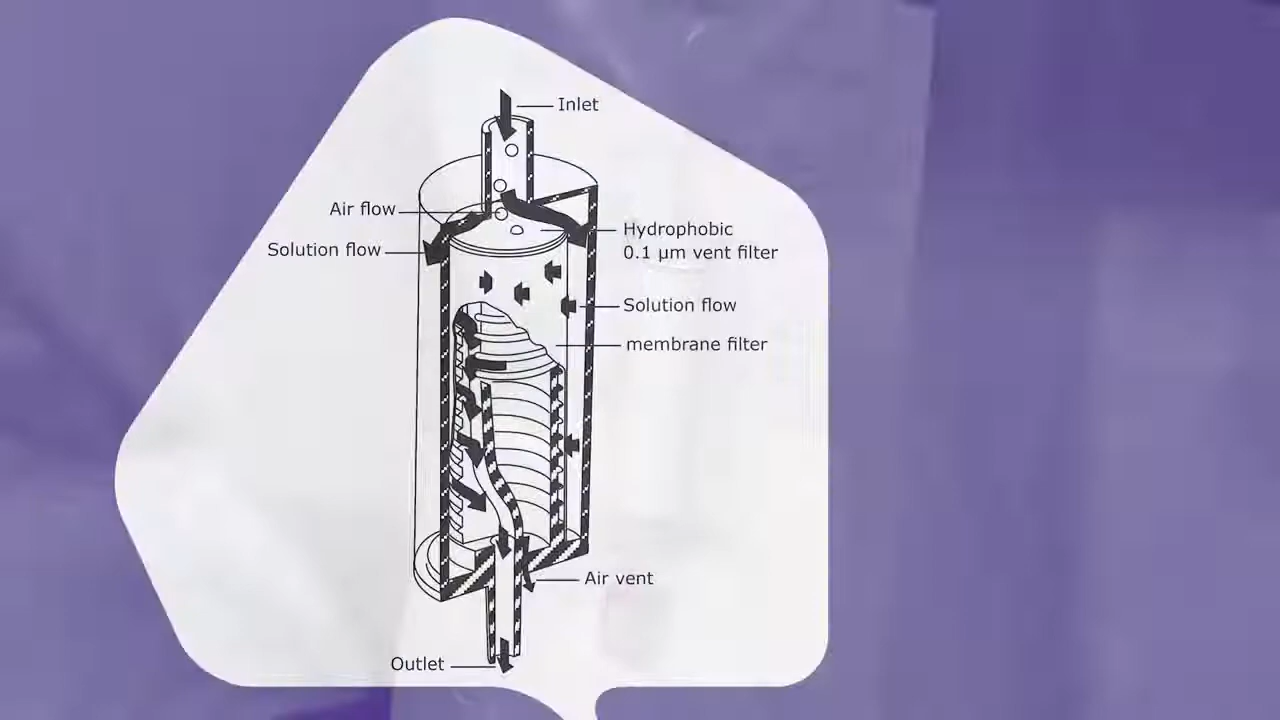 Inlet
Air flow
Solution flow
Hydrophobic
0.1 µm vent filter
Solution flow
membrane filter
Air vent
Outlet